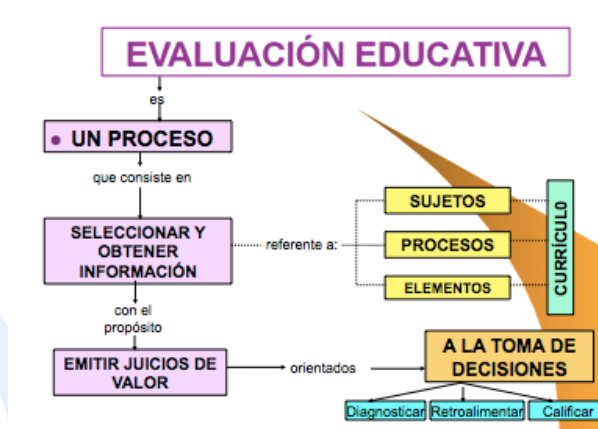 EVALUACIÓN EDUCATIVA
es
• UN PROCESO
que consiste en
SELECCIONAR Y
OBTENER
INFORMACIÓN
referente a:
SUJETOS
PROCESOS
ELEMENTOS
CURRÍCULO
con el
propósito
EMITIR JUICIOS DE
VALOR
orientados
A LA TOMA DE
DECISIONES
Diagnosticar
Retroalimentar
Calificar